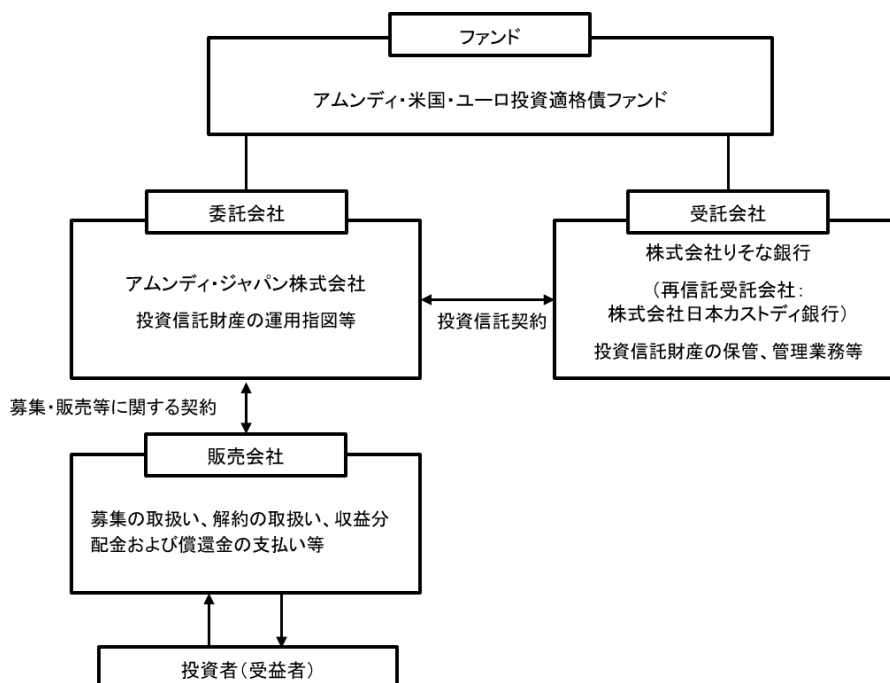 ファンド
アムンディ・米国・ユーロ投資適格債ファンド
委託会社
アムンディ・ジャパン株式会社
投資信託財産の運用指図等
投資信託契約
受託会社
株式会社りそな銀行
（再信託受託会社：
株式会社日本カストディ銀行）
投資信託財産の保管、管理業務等
募集・販売等に関する契約
販売会社
募集の取扱い、解約の取扱い、収益分
配金および償還金の支払い等
投資者（受益者）